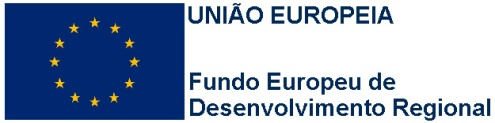 UNIÃO EUROPEIA
Fundo Europeu de
Desenvolvimento Regional